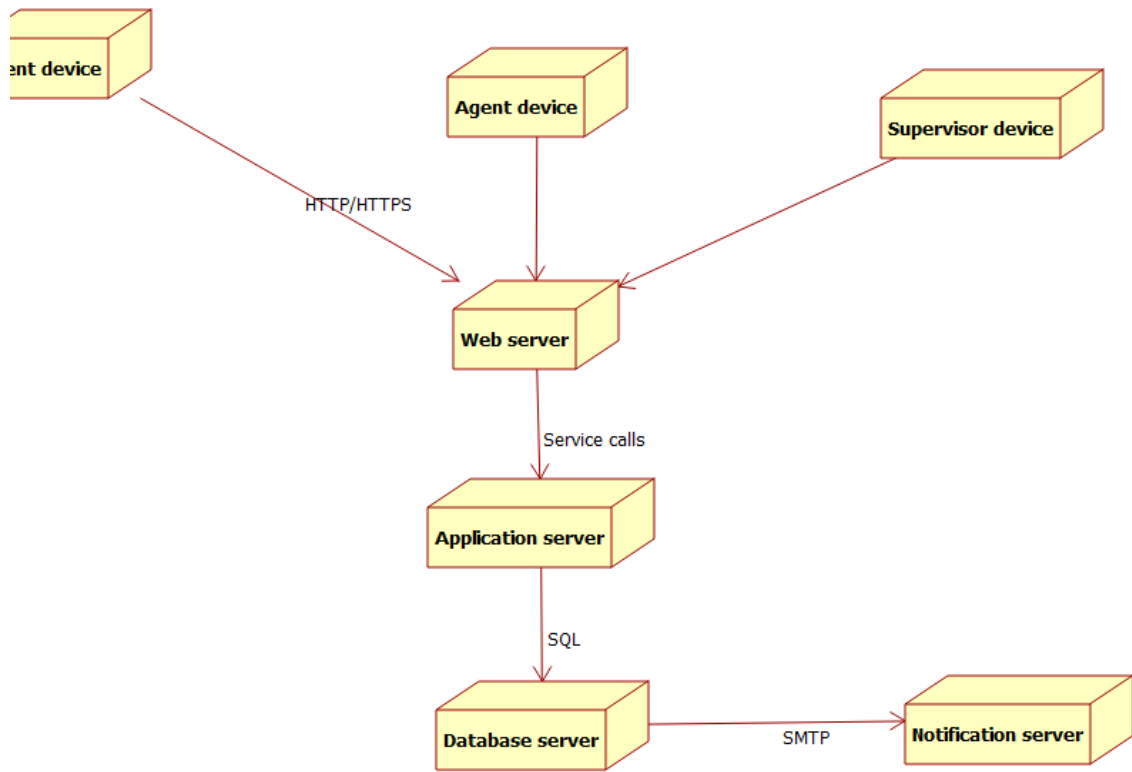 ent device
Agent device
Supervisor device
HTTP/HTTPS
Web server
Service calls
Application server
SQL
Database server
SMTP
Notification server